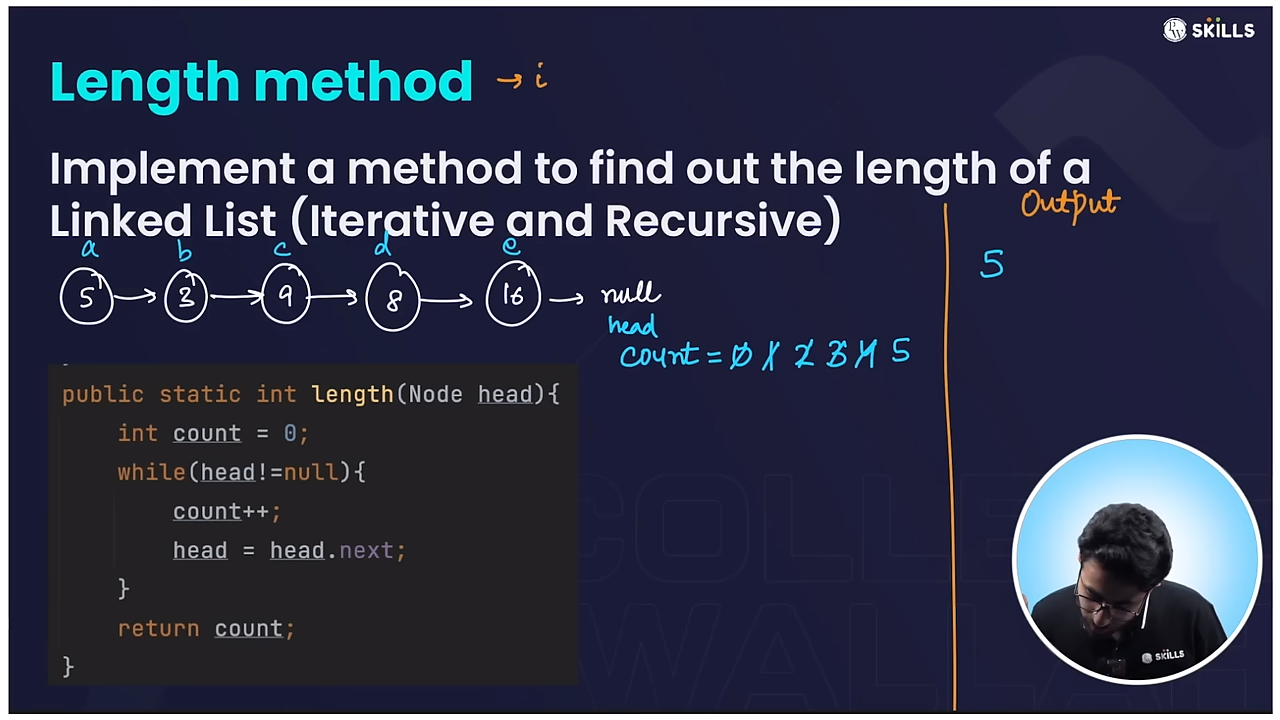 SKILLS
Length method → i
Implement a method to find out the length of a
Linked List (Iterative and Recursive)
Output
a b c d e
5 → 3 → 9 → 8 → 16 → null
5
head
count = 0 1 2 3 4 5
public static int length(Node head){
int count = 0;
while(head!=null){
count++;
head = head.next;
}
return count;
}
COLLE
WALLAH
SKILLS